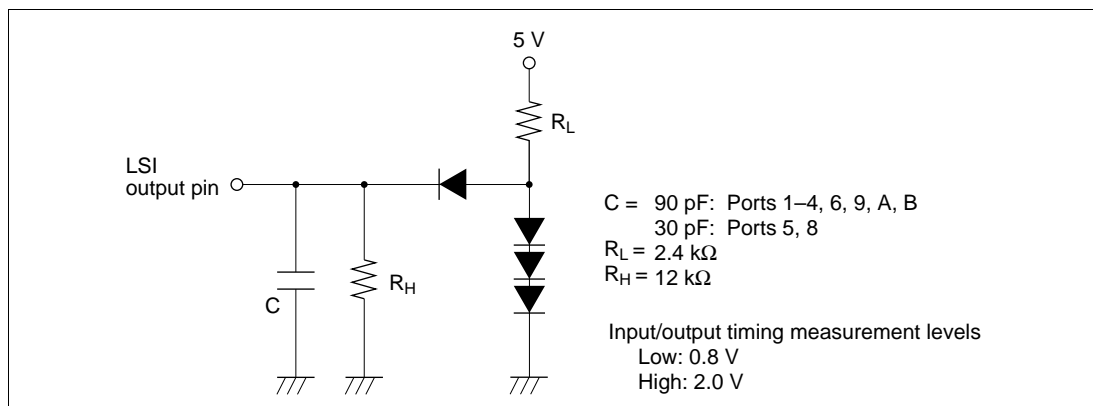 5 V
R_L
LSI
output pin
C
R_H
C = 90 pF: Ports 1–4, 6, 9, A, B
30 pF: Ports 5, 8
R_L = 2.4 kΩ
R_H = 12 kΩ
Input/output timing measurement levels
Low: 0.8 V
High: 2.0 V